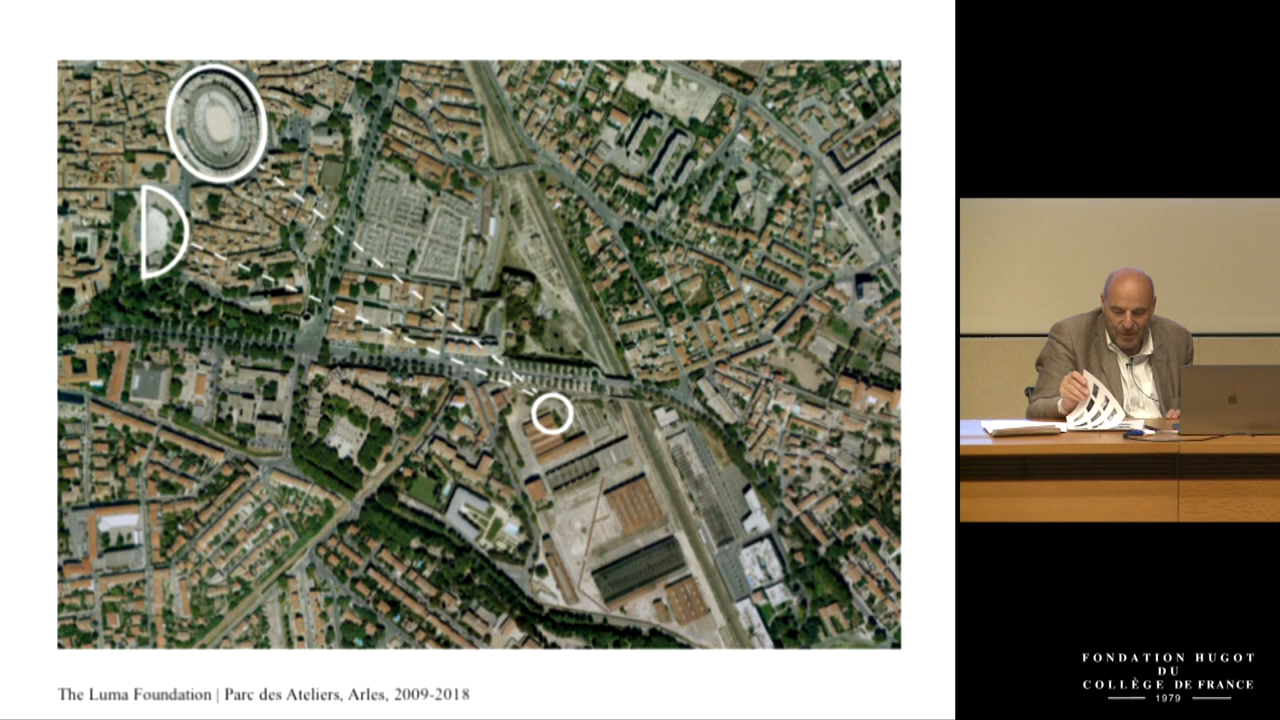 The Luma Foundation | Parc des Ateliers, Arles, 2009-2018
FONDATION HUGOT
DU
COLLÈGE DE FRANCE
1979